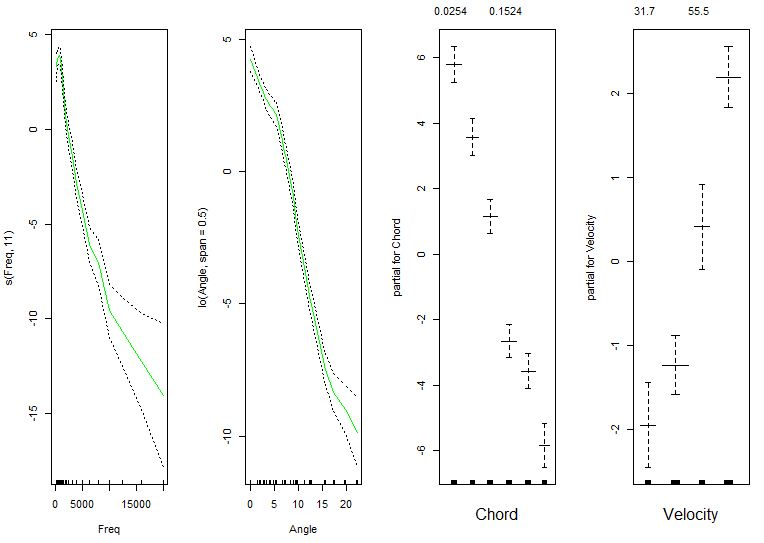 0.0254 0.1524
31.7 55.5
s(Freq, 11)
5
0
-5
-10
-15
0 5000 15000
Freq
lo(Angle, span = 0.5)
5
0
-5
-10
0 5 10 15 20
Angle
partial for Chord
6
4
2
0
-2
-4
-6
Chord
partial for Velocity
2
1
0
-1
-2
Velocity